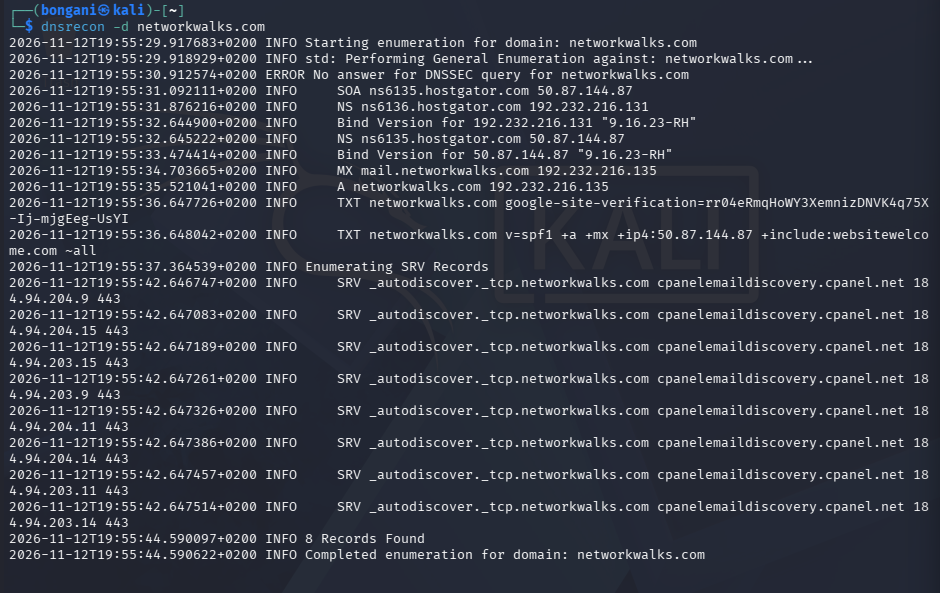 ┌──(bongani㉿kali)-[~]
└─$ dnsrecon -d networkwalks.com
2026-11-12T19:55:29.917683+0200 INFO Starting enumeration for domain: networkwalks.com
2026-11-12T19:55:29.918929+0200 INFO std: Performing General Enumeration against: networkwalks.com...
2026-11-12T19:55:30.912574+0200 ERROR No answer for DNSSEC query for networkwalks.com
2026-11-12T19:55:31.092111+0200 INFO     SOA ns6135.hostgator.com 50.87.144.87
2026-11-12T19:55:31.876216+0200 INFO     NS ns6136.hostgator.com 192.232.216.131
2026-11-12T19:55:32.644900+0200 INFO     Bind Version for 192.232.216.131 "9.16.23-RH"
2026-11-12T19:55:32.645222+0200 INFO     NS ns6135.hostgator.com 50.87.144.87
2026-11-12T19:55:33.474414+0200 INFO     Bind Version for 50.87.144.87 "9.16.23-RH"
2026-11-12T19:55:34.703665+0200 INFO     MX mail.networkwalks.com 192.232.216.135
2026-11-12T19:55:35.521041+0200 INFO     A networkwalks.com 192.232.216.135
2026-11-12T19:55:36.647726+0200 INFO     TXT networkwalks.com google-site-verification=rr04eRmqHoWY3XemnizDNVK4q75X
-Ij-mjgEeg-UsYI
2026-11-12T19:55:36.648042+0200 INFO     TXT networkwalks.com v=spf1 +a +mx +ip4:50.87.144.87 +include:websitewelco
me.com ~all
2026-11-12T19:55:37.364539+0200 INFO Enumerating SRV Records
2026-11-12T19:55:42.646747+0200 INFO     SRV _autodiscover._tcp.networkwalks.com cpanelemaildiscovery.cpanel.net 18
4.94.204.9 443
2026-11-12T19:55:42.647083+0200 INFO     SRV _autodiscover._tcp.networkwalks.com cpanelemaildiscovery.cpanel.net 18
4.94.204.15 443
2026-11-12T19:55:42.647189+0200 INFO     SRV _autodiscover._tcp.networkwalks.com cpanelemaildiscovery.cpanel.net 18
4.94.203.15 443
2026-11-12T19:55:42.647261+0200 INFO     SRV _autodiscover._tcp.networkwalks.com cpanelemaildiscovery.cpanel.net 18
4.94.203.9 443
2026-11-12T19:55:42.647326+0200 INFO     SRV _autodiscover._tcp.networkwalks.com cpanelemaildiscovery.cpanel.net 18
4.94.204.11 443
2026-11-12T19:55:42.647386+0200 INFO     SRV _autodiscover._tcp.networkwalks.com cpanelemaildiscovery.cpanel.net 18
4.94.204.14 443
2026-11-12T19:55:42.647457+0200 INFO     SRV _autodiscover._tcp.networkwalks.com cpanelemaildiscovery.cpanel.net 18
4.94.203.11 443
2026-11-12T19:55:42.647514+0200 INFO     SRV _autodiscover._tcp.networkwalks.com cpanelemaildiscovery.cpanel.net 18
4.94.203.14 443
2026-11-12T19:55:44.590097+0200 INFO 8 Records Found
2026-11-12T19:55:44.590622+0200 INFO Completed enumeration for domain: networkwalks.com
KALI